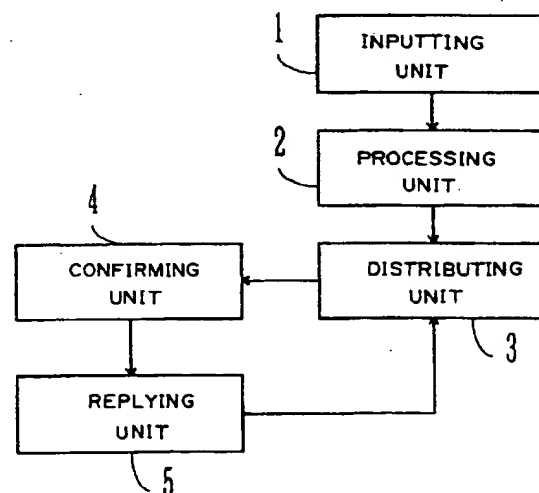 1
INPUTTING
UNIT
2
PROCESSING
UNIT
4
CONFIRMING
UNIT
DISTRIBUTING
UNIT
3
REPLYING
UNIT
5